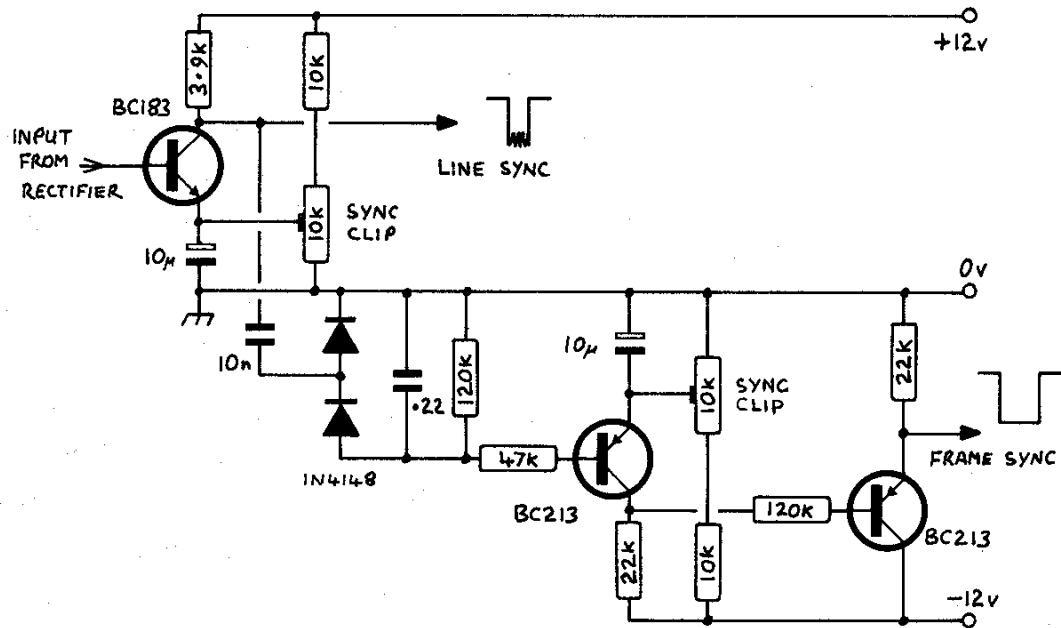 +12v
3.9k
10k
BC183
INPUT
FROM
RECTIFIER
LINE SYNC
10k
SYNC
CLIP
10µ
0v
10n
.22
120k
10µ
10k
SYNC
CLIP
22k
1N4148
47k
BC213
FRAME SYNC
120k
BC213
22k
10k
-12v